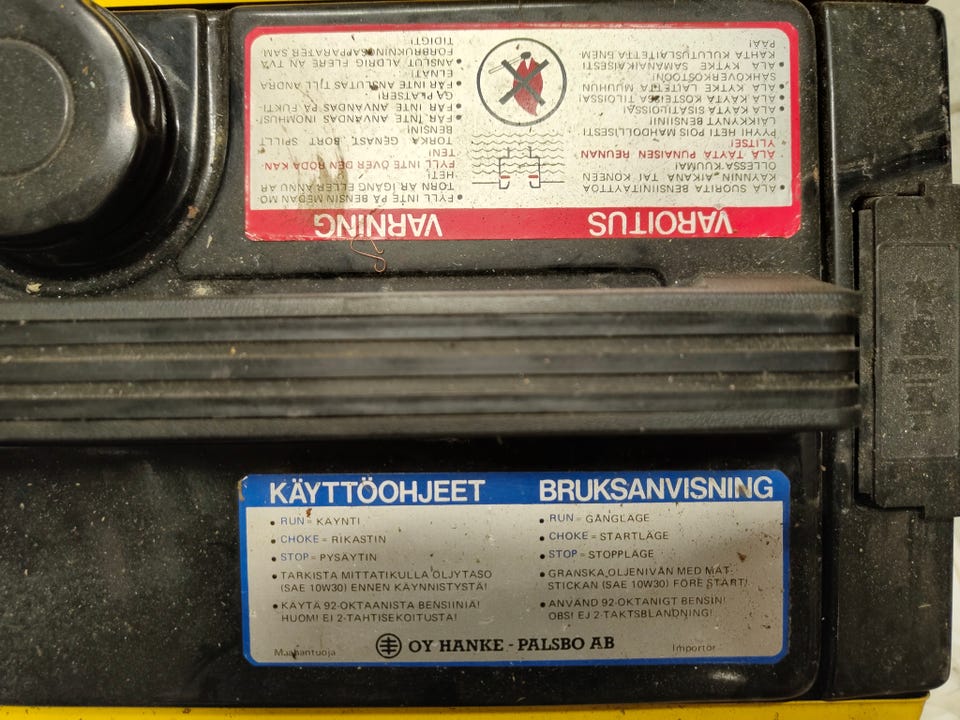 VAROITUS
• ÄLÄ SUORITA BENSIINITÄYTTÖÄ
KÄYNNIN AIKANA TAI KONEEN
OLLESSA KUUMA!
ÄLÄ TÄYTÄ PUNAISEN REUNAN
YLITSE!
PYYHI HETI POIS MAHDOLLISESTI
LÄIKKYNYT BENSIINI!
• ÄLÄ KÄYTÄ SISÄTILOISSA!
• ÄLÄ KÄYTÄ KOSTEISSA TILOISSA!
• ÄLÄ KYTKE LAITETTA MUUHUN
SÄHKÖVERKOSTOON!
• ÄLÄ KYTKE SAMANAIKAISESTI
KAHTA KULUTUSLAITETTA ENEM
PÄÄ!
VARNING
• FYLL INTE PÅ BENSIN MEDAN MO
TORN ÄR IGÅNG ELLER ÄNNU ÄR
HET!
FYLL INTE ÖVER DEN RÖDA KAN
TEN!
TORKA GENAST BORT SPILLT
BENSIN!
• FÅR INTE ANVÄNDAS INOMHUS!
• FÅR INTE ANVÄNDAS PÅ FUKTI-
GA PLATSER!
• FÅR INTE ANSLUTAS TILL ANDRA
ELNÄT!
• ANSLUT ALDRIG FLERE ÄN TVÅ
FÖRBRUKNINGSAPPARATER SAM
TIDIGT!
KÄYTTÖOHJEET
• RUN = KÄYNTI
• CHOKE = RIKASTIN
• STOP = PYSÄYTIN
• TARKISTA MITTATIKULLA ÖLJYTASO
(SAE 10W30) ENNEN KÄYNNISTYSTÄ!
• KÄYTÄ 92-OKTAANISTA BENSIINIÄ!
HUOM! EI 2-TAHTISEKOITUSTA!
BRUKSANVISNING
• RUN = GÅNGLÄGE
• CHOKE = STARTLÄGE
• STOP = STOPPLÄGE
• GRANSKA OLJENIVÅN MED MÄT-
STICKAN (SAE 10W30) FÖRE START!
• ANVÄND 92-OKTANIGT BENSIN!
OBS! EJ 2-TAKTSBLANDNING!
Maahantuoja OY HANKE - PALSBO AB Importör